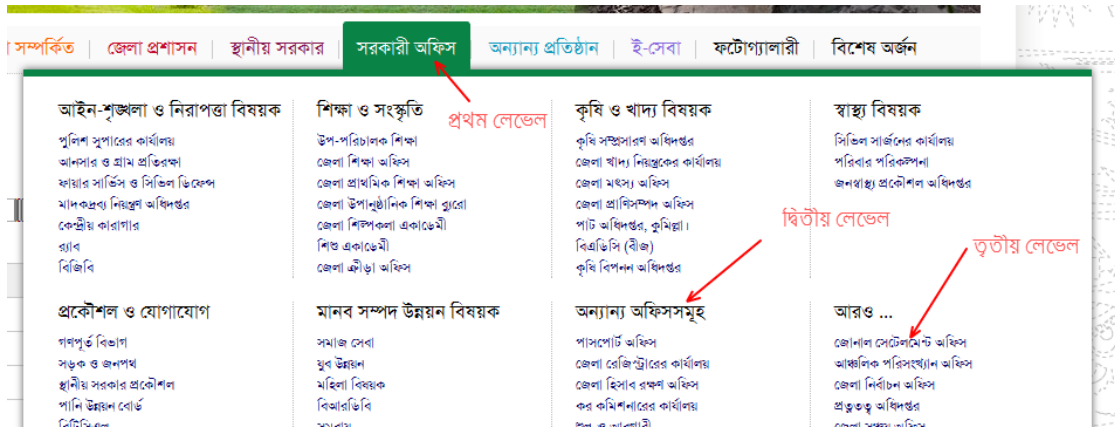 সম্পর্কিত জেলা প্রশাসন স্থানীয় সরকার সরকারী অফিস অন্যান্য প্রতিষ্ঠান ই-সেবা ফটোগ্যালারী বিশেষ অর্জন
প্রথম লেভেল
আইন-শৃঙ্খলা ও নিরাপত্তা বিষয়ক
পুলিশ সুপারের কার্যালয়
আনসার ও গ্রাম প্রতিরক্ষা
ফায়ার সার্ভিস ও সিভিল ডিফেন্স
মাদকদ্রব্য নিয়ন্ত্রণ অধিদপ্তর
কেন্দ্রীয় কারাগার
র‍্যাব
বিজিবি
শিক্ষা ও সংস্কৃতি
উপ-পরিচালক শিক্ষা
জেলা শিক্ষা অফিস
জেলা প্রাথমিক শিক্ষা অফিস
জেলা উপানুষ্ঠানিক শিক্ষা ব্যুরো
জেলা শিল্পকলা একাডেমী
শিশু একাডেমী
জেলা ক্রীড়া অফিস
কৃষি ও খাদ্য বিষয়ক
কৃষি সম্প্রসারণ অধিদপ্তর
জেলা খাদ্য নিয়ন্ত্রকের কার্যালয়
জেলা মৎস্য অফিস
জেলা প্রাণিসম্পদ অফিস
পাট অধিদপ্তর, কুমিল্লা।
বিএডিসি (বীজ)
কৃষি বিপনন অধিদপ্তর
স্বাস্থ্য বিষয়ক
সিভিল সার্জনের কার্যালয়
পরিবার পরিকল্পনা
জনস্বাস্থ্য প্রকৌশল অধিদপ্তর
দ্বিতীয় লেভেল
তৃতীয় লেভেল
প্রকৌশল ও যোগাযোগ
গণপূর্ত বিভাগ
সড়ক ও জনপথ
স্থানীয় সরকার প্রকৌশল
পানি উন্নয়ন বোর্ড
মানব সম্পদ উন্নয়ন বিষয়ক
সমাজ সেবা
যুব উন্নয়ন
মহিলা বিষয়ক
বিআরডিবি
অন্যান্য অফিসসমূহ
পাসপোর্ট অফিস
জেলা রেজিস্ট্রারের কার্যালয়
জেলা হিসাব রক্ষণ অফিস
কর কমিশনারের কার্যালয়
আরও ...
জোনাল সেটেলমেন্ট অফিস
আঞ্চলিক পরিসংখ্যান অফিস
জেলা নির্বাচন অফিস
প্রত্নতত্ব অধিদপ্তর